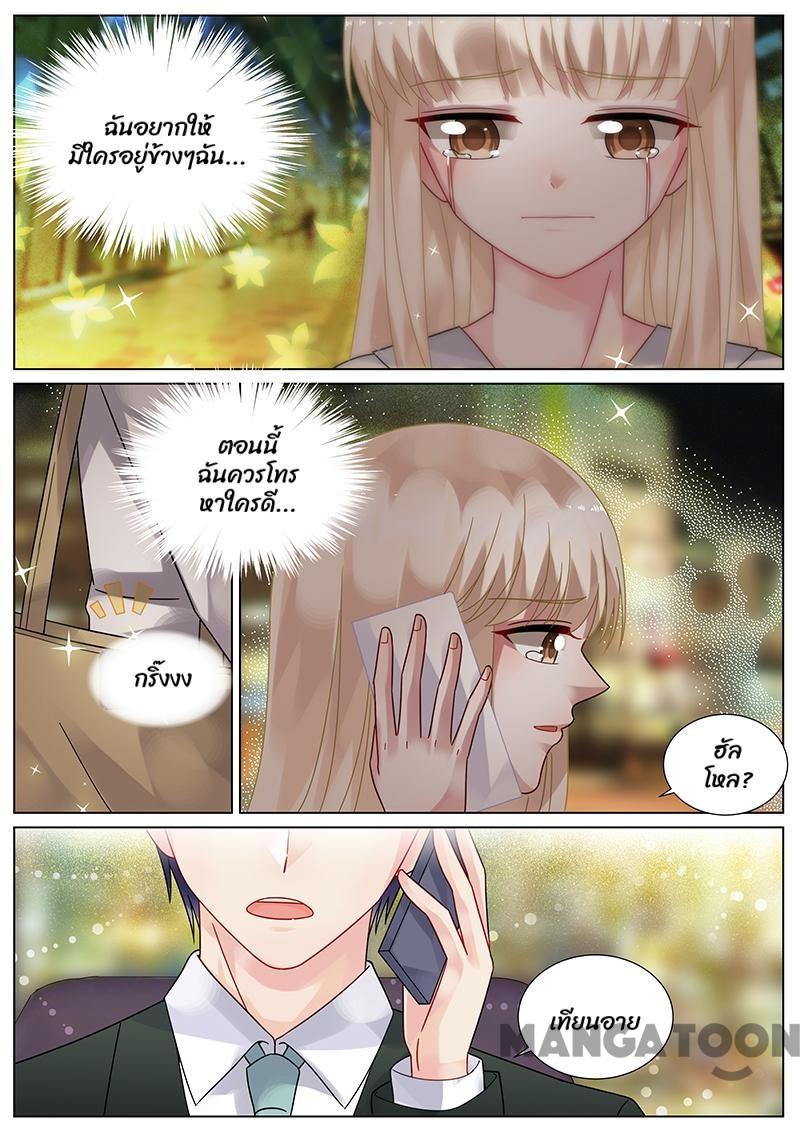 ฉันอยากให้
มีใครอยู่ข้างๆฉัน...
ตอนนี้
ฉันควรโทร
หาใครดี...
กริ๊งงง
ฮัล
โหล?
เทียนอาย
MANGATOON